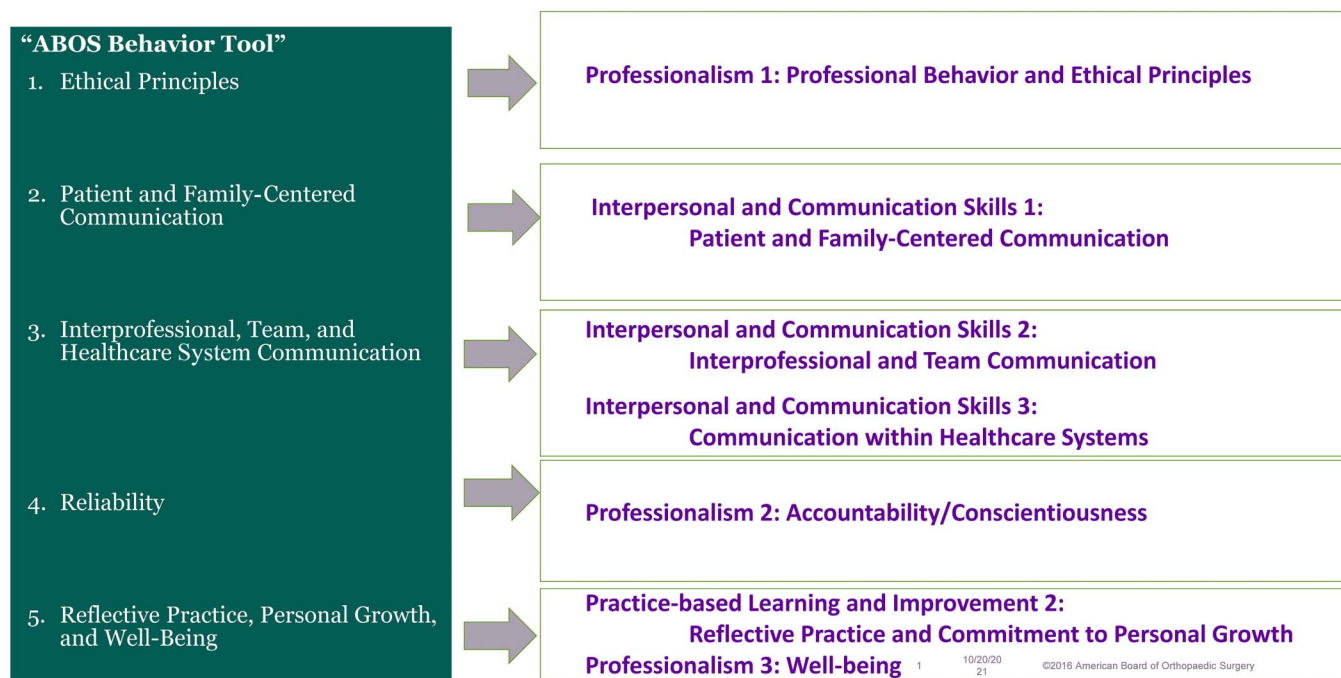 “ABOS Behavior Tool”
1. Ethical Principles
Professionalism 1: Professional Behavior and Ethical Principles
2. Patient and Family-Centered
Communication
Interpersonal and Communication Skills 1:
Patient and Family-Centered Communication
3. Interprofessional, Team, and
Healthcare System Communication
Interpersonal and Communication Skills 2:
Interprofessional and Team Communication
Interpersonal and Communication Skills 3:
Communication within Healthcare Systems
4. Reliability
Professionalism 2: Accountability/Conscientiousness
5. Reflective Practice, Personal Growth,
and Well-Being
Practice-based Learning and Improvement 2:
Reflective Practice and Commitment to Personal Growth
Professionalism 3: Well-being
1
10/20/20
21
©2016 American Board of Orthopaedic Surgery